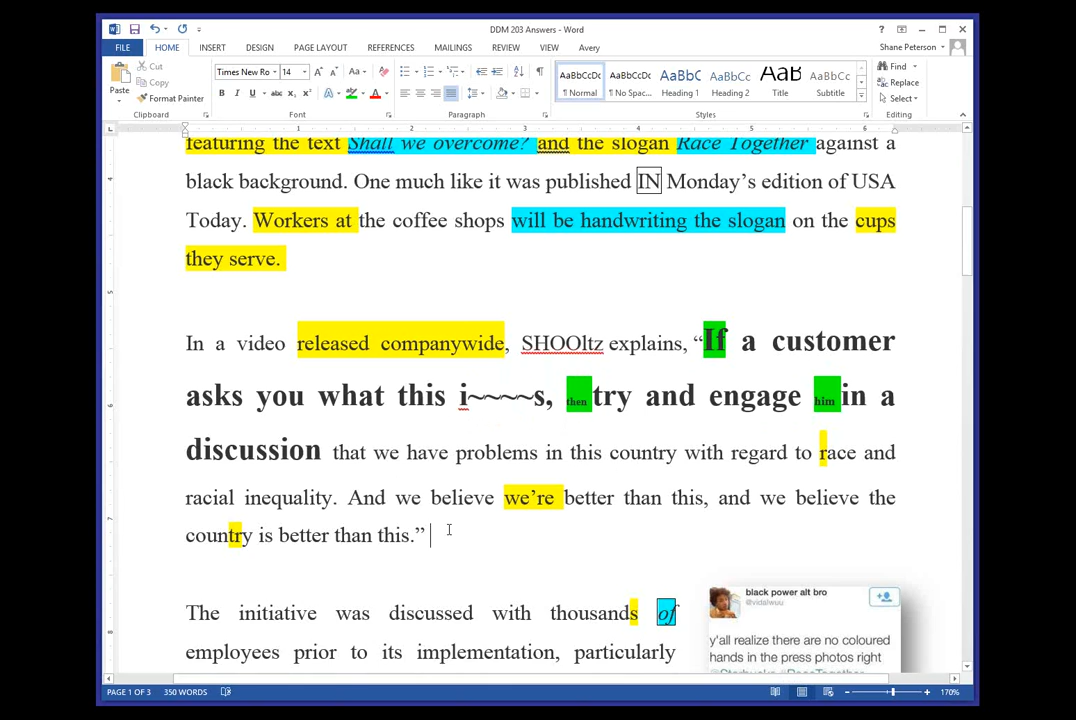 DDM 203 Answers - Word
FILE HOME INSERT DESIGN PAGE LAYOUT REFERENCES MAILINGS REVIEW VIEW Avery Shane Peterson
Paste Cut Copy Format Painter
Times New Ro 14
AaBbCcDc AaBbCcDc AaBbC AaBbCc AaB AaBbCc
¶ Normal ¶ No Spac... Heading 1 Heading 2 Title Subtitle
Find Replace Select
Clipboard Font Paragraph Styles Editing
featuring the text Shall we overcome? and the slogan Race Together against a
black background. One much like it was published IN Monday’s edition of USA
Today. Workers at the coffee shops will be handwriting the slogan on the cups
they serve.
In a video released companywide, SHOOltz explains, “If a customer
asks you what this i~~~~s, then try and engage him in a
discussion that we have problems in this country with regard to race and
racial inequality. And we believe we’re better than this, and we believe the
country is better than this.”
The initiative was discussed with thousands of
employees prior to its implementation, particularly
black power alt bro
@vidalwuu
y'all realize there are no coloured
hands in the press photos right
@Starbucks #RaceTogether
PAGE 1 OF 3 350 WORDS 170%